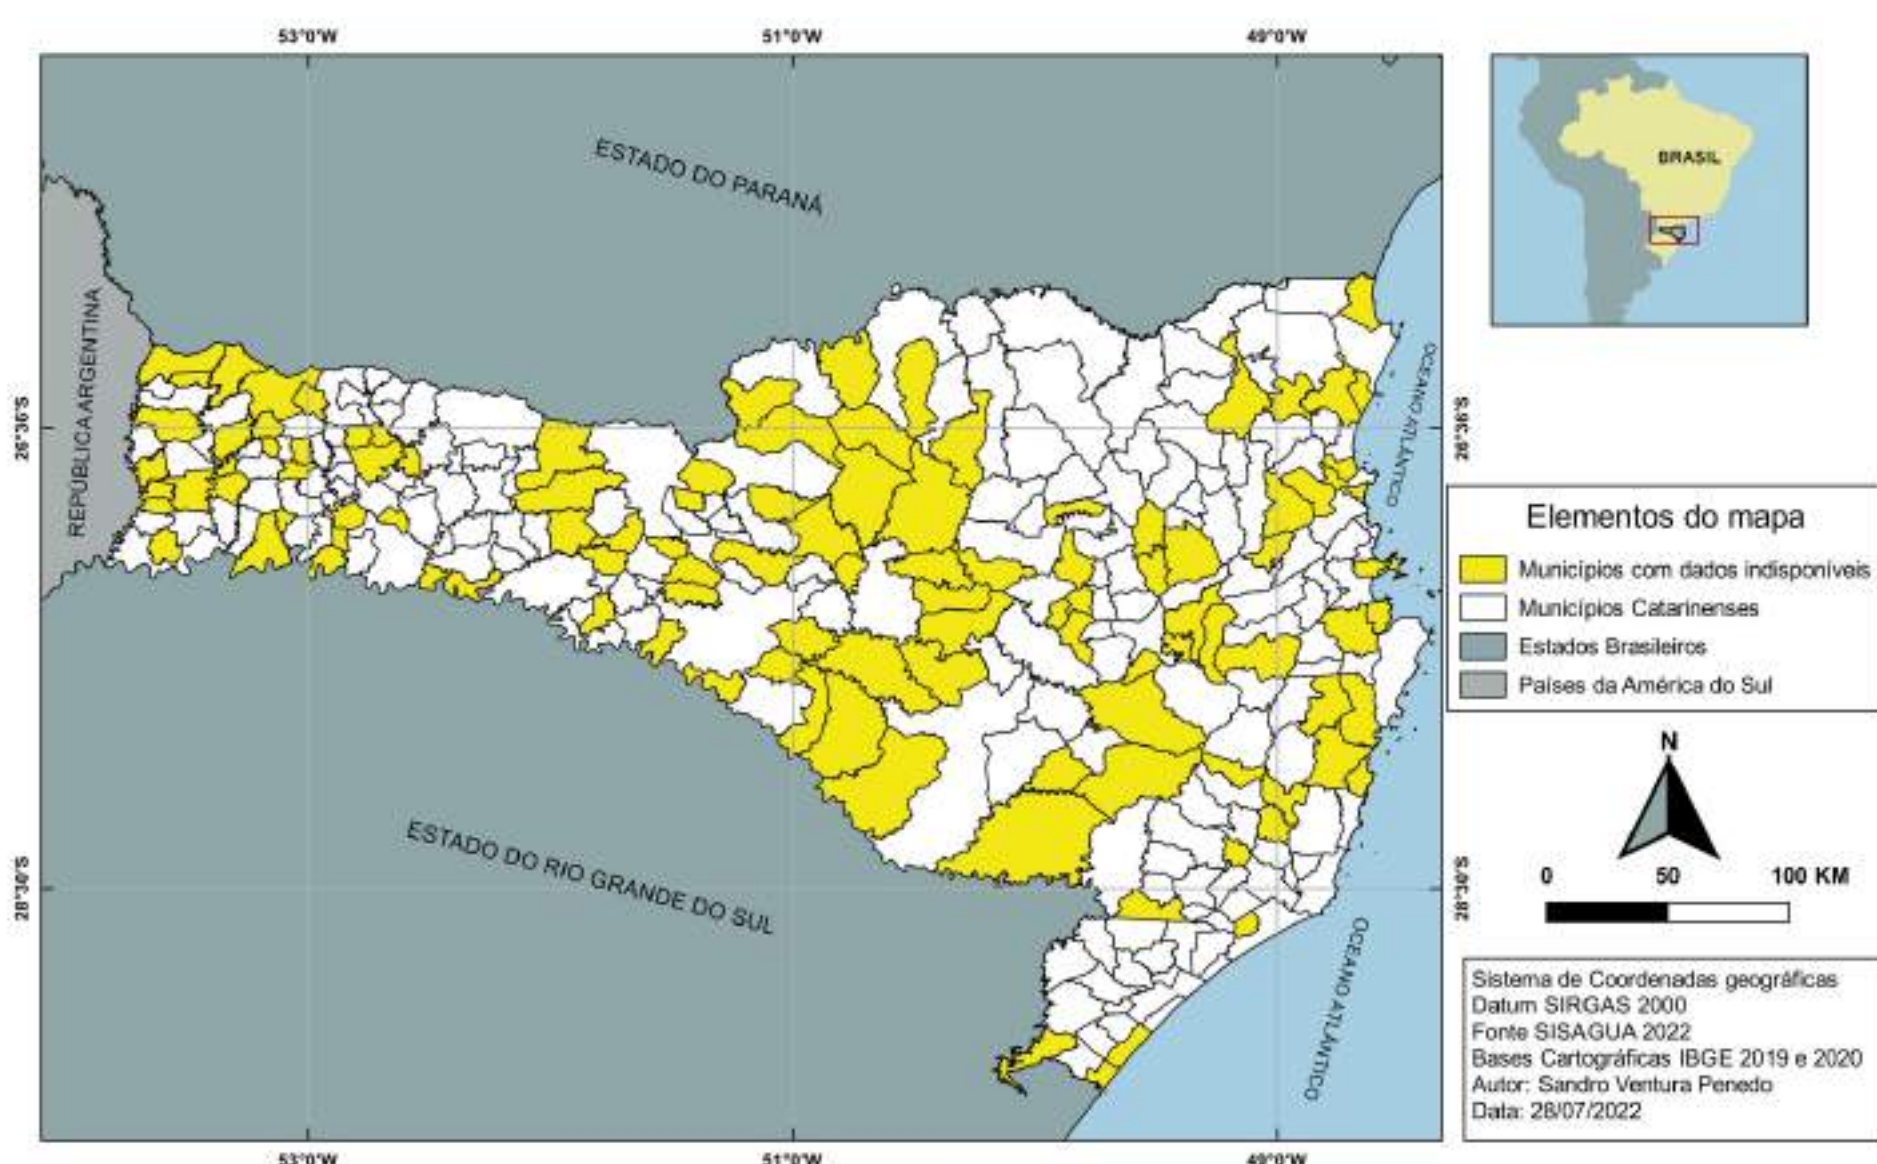 53°0'W
51°0'W
49°0'W
ESTADO DO PARANÁ
BRASIL
REPÚBLICA ARGENTINA
OCEANO ATLÂNTICO
26°36'S
26°36'S
Elementos do mapa
Municípios com dados indisponíveis
Municípios Catarinenses
Estados Brasileiros
Países da América do Sul
N
ESTADO DO RIO GRANDE DO SUL
28°30'S
28°30'S
0 50 100 KM
OCEANO ATLÂNTICO
Sistema de Coordenadas geográficas
Datum SIRGAS 2000
Fonte SISAGUA 2022
Bases Cartográficas IBGE 2019 e 2020
Autor: Sandro Ventura Penedo
Data: 28/07/2022
53°0'W
51°0'W
49°0'W